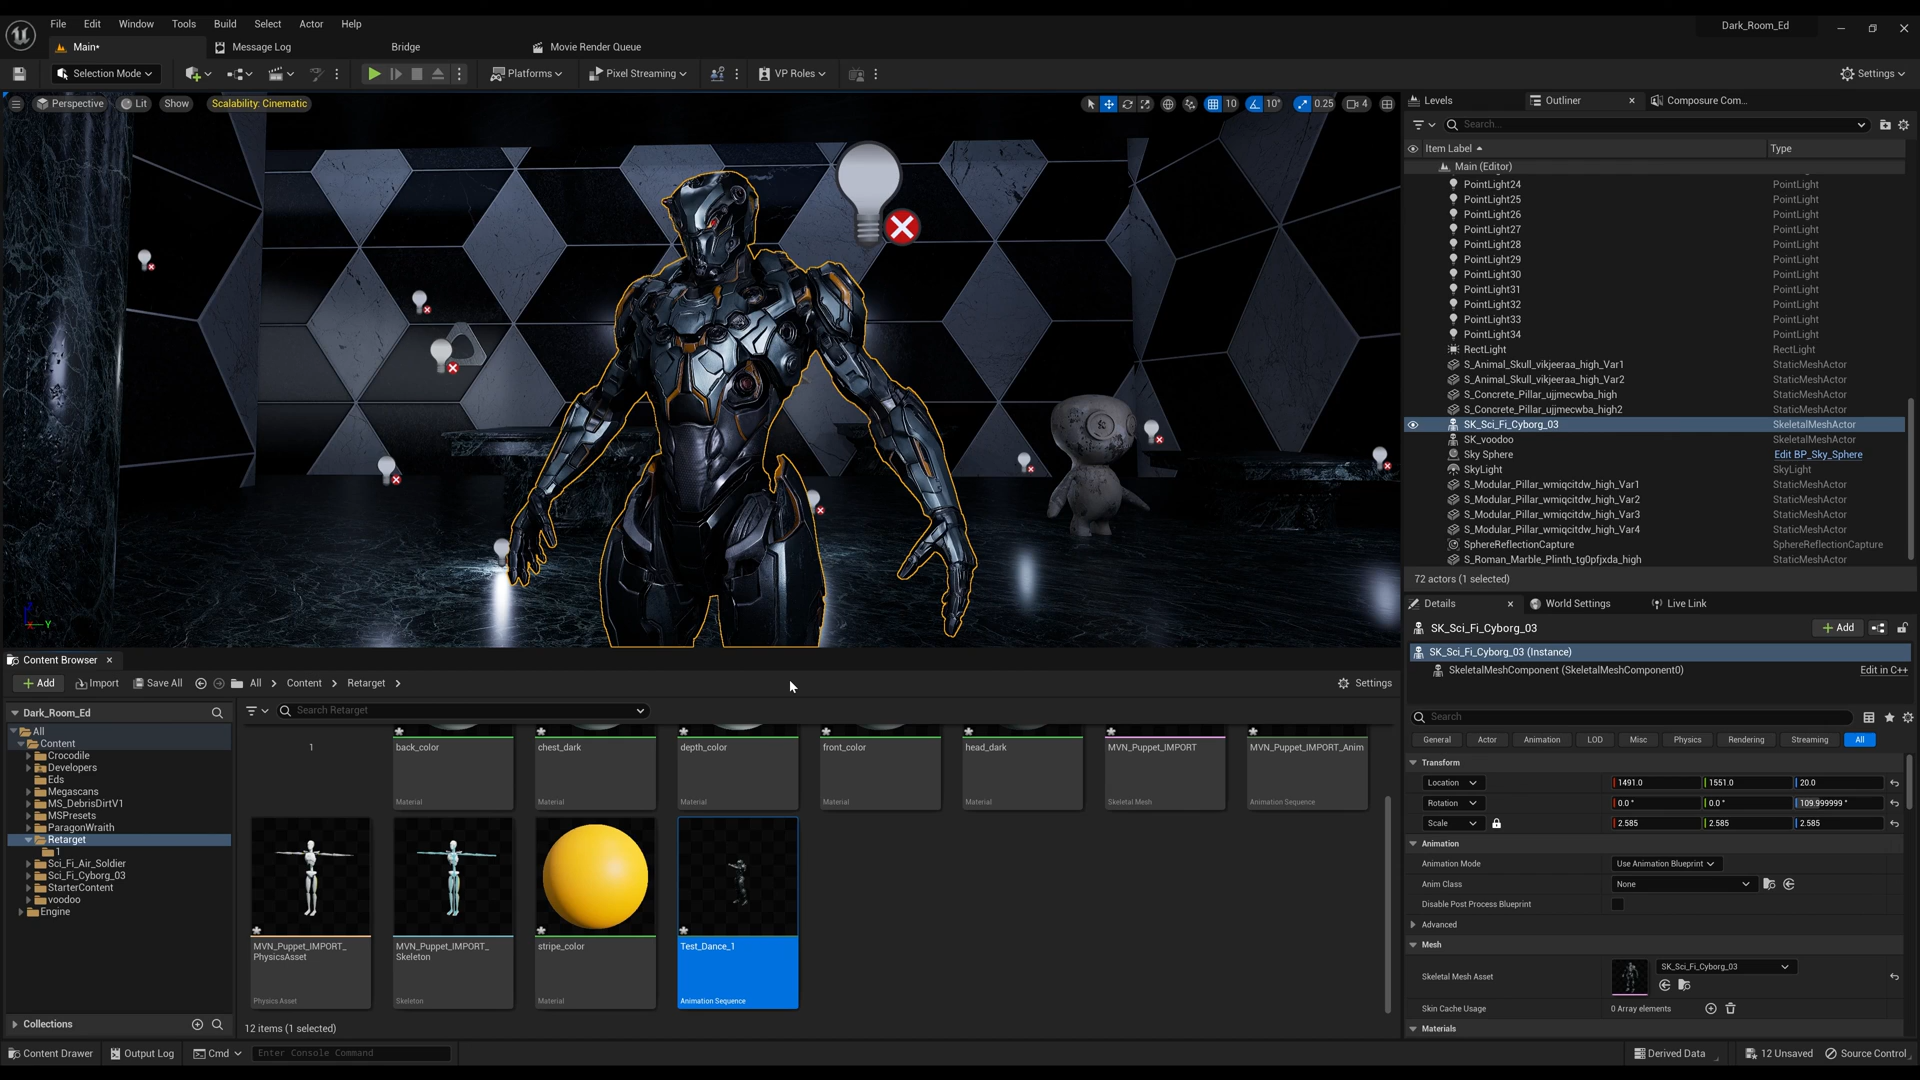 File Edit Window Tools Build Select Actor Help
Dark_Room_Ed
Main*
Message Log
Bridge
Movie Render Queue
Selection Mode
Platforms
Pixel Streaming
VP Roles
Settings
Perspective
Lit
Show
Scalability: Cinematic
10
10°
0.25
4
Levels
Outliner
Composure Com...
Search...
Item Label
Type
Main (Editor)
PointLight24 PointLight
PointLight25 PointLight
PointLight26 PointLight
PointLight27 PointLight
PointLight28 PointLight
PointLight29 PointLight
PointLight30 PointLight
PointLight31 PointLight
PointLight32 PointLight
PointLight33 PointLight
PointLight34 PointLight
RectLight RectLight
S_Animal_Skull_vikjeeraa_high_Var1 StaticMeshActor
S_Animal_Skull_vikjeeraa_high_Var2 StaticMeshActor
S_Concrete_Pillar_ujjmecwba_high StaticMeshActor
S_Concrete_Pillar_ujjmecwba_high2 StaticMeshActor
SK_Sci_Fi_Cyborg_03 SkeletalMeshActor
SK_voodoo SkeletalMeshActor
Sky Sphere Edit BP_Sky_Sphere
SkyLight SkyLight
S_Modular_Pillar_wmiqcitdw_high_Var1 StaticMeshActor
S_Modular_Pillar_wmiqcitdw_high_Var2 StaticMeshActor
S_Modular_Pillar_wmiqcitdw_high_Var3 StaticMeshActor
S_Modular_Pillar_wmiqcitdw_high_Var4 StaticMeshActor
SphereReflectionCapture SphereReflectionCapture
S_Roman_Marble_Plinth_tg0pfjxda_high StaticMeshActor
72 actors (1 selected)
Details
World Settings
Live Link
SK_Sci_Fi_Cyborg_03
Add
SK_Sci_Fi_Cyborg_03 (Instance)
SkeletalMeshComponent (SkeletalMeshComponent0)
Edit in C++
Search
General Actor Animation LOD Misc Physics Rendering Streaming All
Transform
Location 1491.0 1551.0 20.0
Rotation 0.0 ° 0.0 ° 109.999999 °
Scale 2.585 2.585 2.585
Animation
Animation Mode Use Animation Blueprint
Anim Class None
Disable Post Process Blueprint
Advanced
Mesh
Skeletal Mesh Asset SK_Sci_Fi_Cyborg_03
Skin Cache Usage 0 Array elements
Materials
Y
Content Browser
Add
Import
Save All
All > Content > Retarget >
Settings
Dark_Room_Ed
All
Content
Crocodile
Developers
Eds
Megascans
MS_DebrisDirtV1
MSPresets
ParagonWraith
Retarget
1
Sci_Fi_Air_Soldier
Sci_Fi_Cyborg_03
StarterContent
voodoo
Engine
Collections
Search Retarget
1
back_color
Material
chest_dark
Material
depth_color
Material
front_color
Material
head_dark
Material
MVN_Puppet_IMPORT
Skeletal Mesh
MVN_Puppet_IMPORT_Anim
Animation Sequence
MVN_Puppet_IMPORT_
PhysicsAsset
Physics Asset
MVN_Puppet_IMPORT_
Skeleton
Skeleton
stripe_color
Material
Test_Dance_1
Animation Sequence
12 items (1 selected)
Content Drawer
Output Log
Cmd
Enter Console Command
Derived Data
12 Unsaved
Source Control